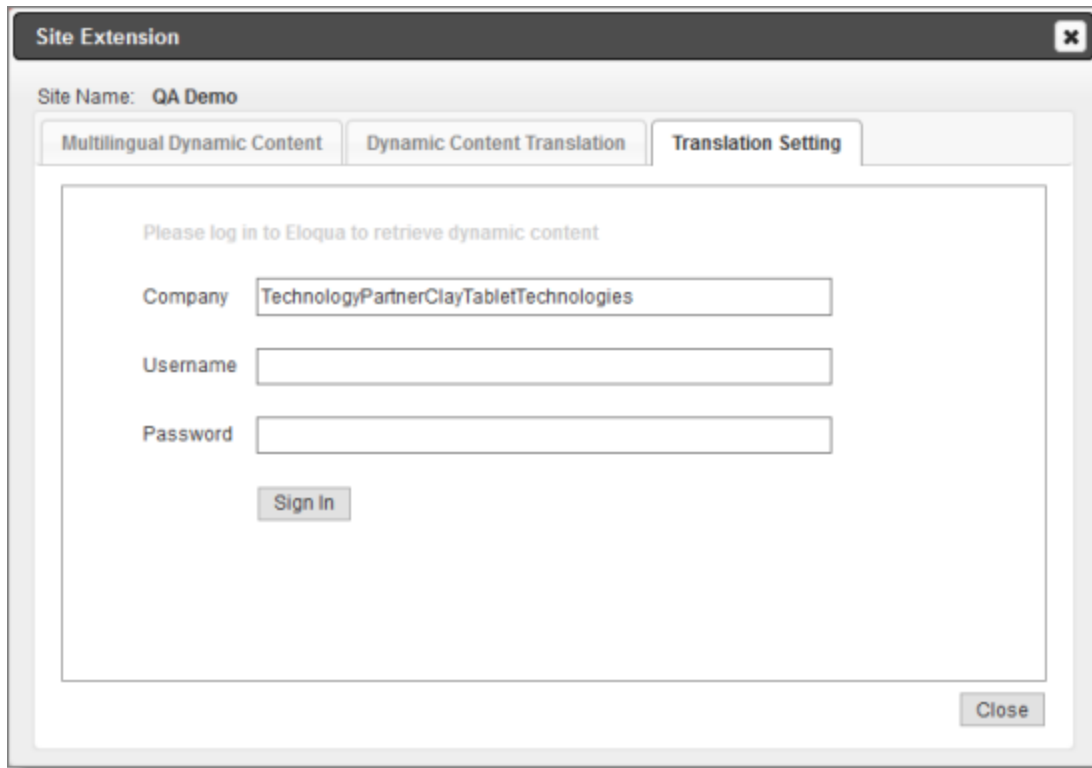 Site Extension
Site Name: QA Demo
Multilingual Dynamic Content Dynamic Content Translation Translation Setting
Please log in to Eloqua to retrieve dynamic content
Company TechnologyPartnerClayTabletTechnologies
Username
Password
Sign In
Close